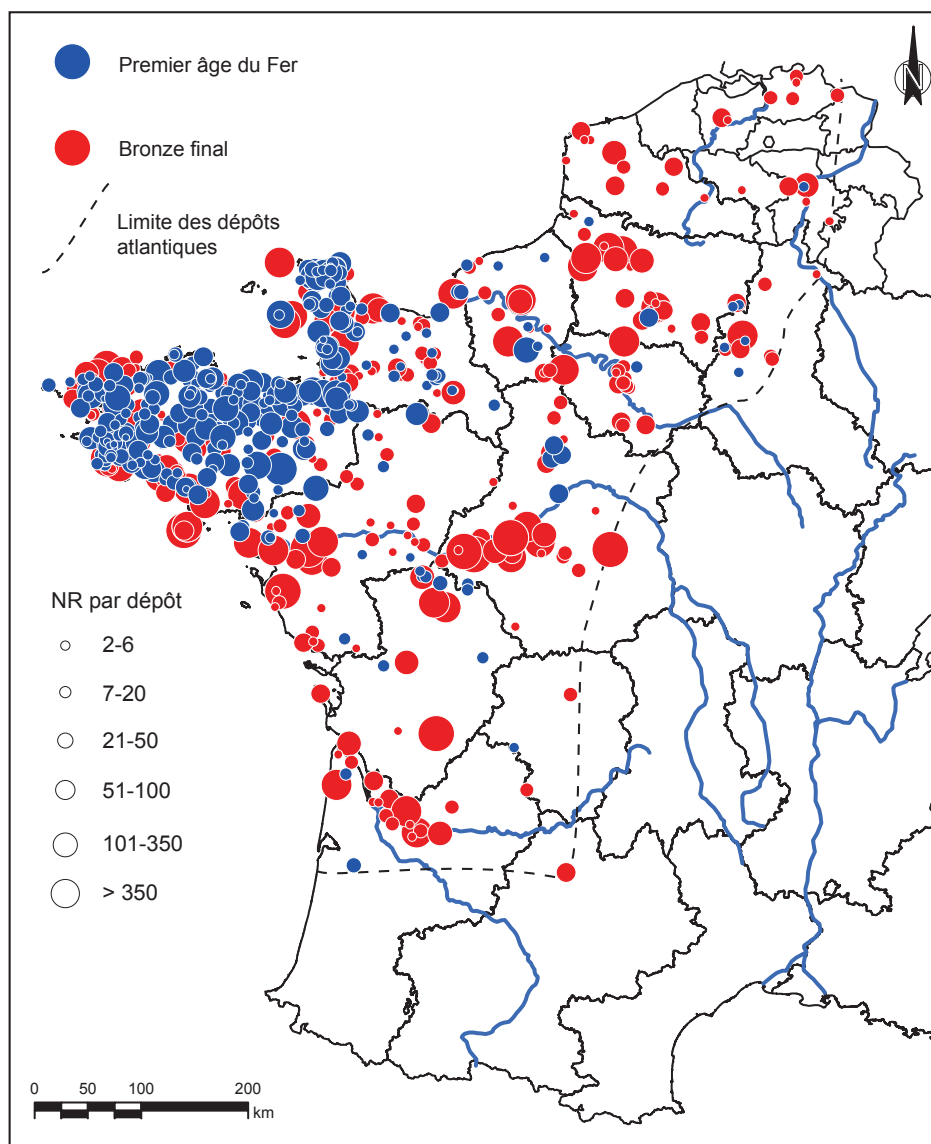 Premier âge du Fer
N
Bronze final
Limite des dépôts
atlantiques
NR par dépôt
2-6
7-20
21-50
51-100
101-350
> 350
0 50 100 200
km